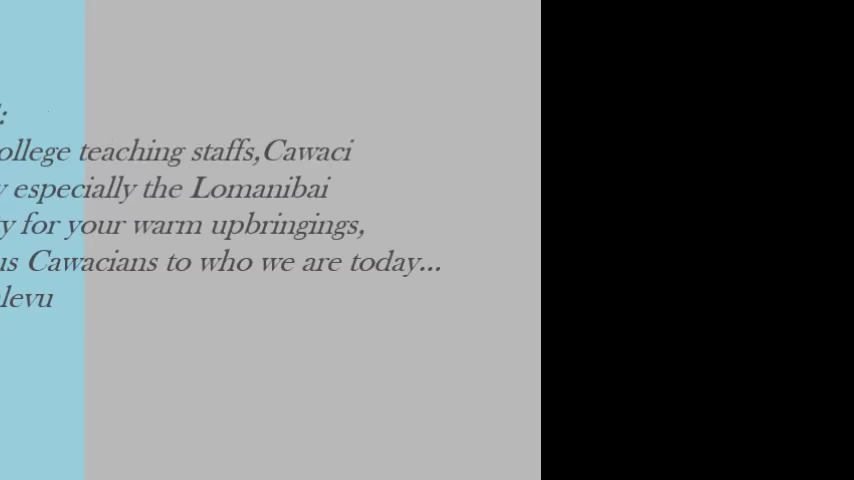 :
ollege teaching staffs,Cawaci
y especially the Lomanibai
ty for your warm upbringings,
us Cawacians to who we are today...
levu